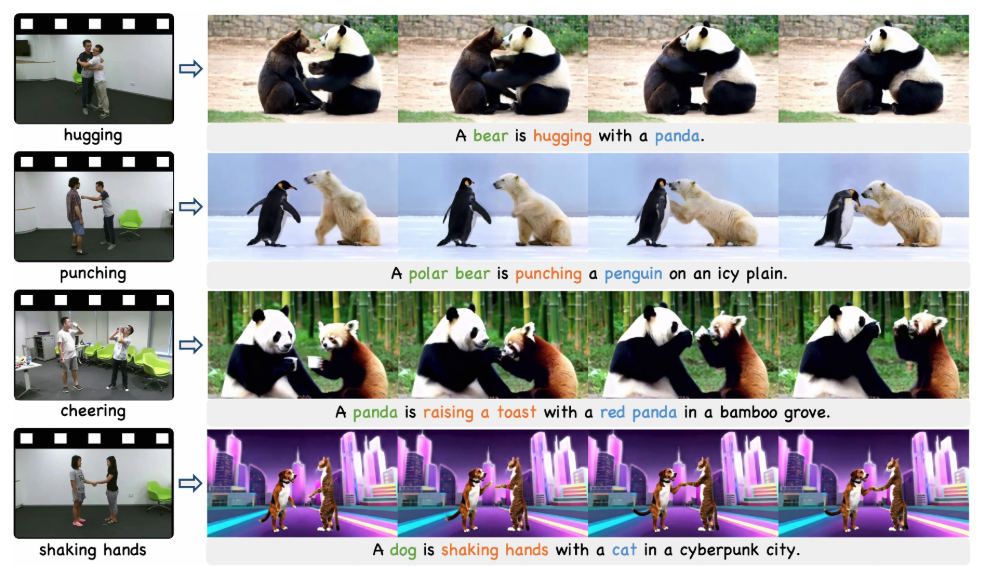 hugging
A bear is hugging with a panda.
punching
A polar bear is punching a penguin on an icy plain.
cheering
A panda is raising a toast with a red panda in a bamboo grove.
shaking hands
A dog is shaking hands with a cat in a cyberpunk city.